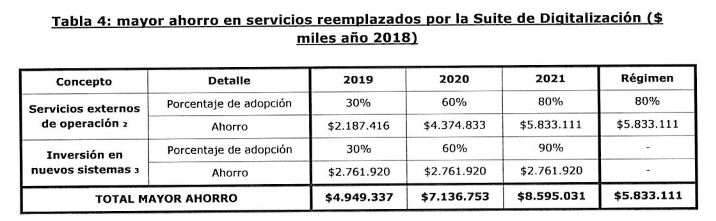 Tabla 4: mayor ahorro en servicios reemplazados por la Suite de Digitalización ($
miles año 2018)
Concepto Detalle 2019 2020 2021 Régimen
Servicios externos de operación 2 Porcentaje de adopción 30% 60% 80% 80%
Ahorro $2.187.416 $4.374.833 $5.833.111 $5.833.111
Inversión en nuevos sistemas 3 Porcentaje de adopción 30% 60% 90% -
Ahorro $2.761.920 $2.761.920 $2.761.920 -
TOTAL MAYOR AHORRO $4.949.337 $7.136.753 $8.595.031 $5.833.111